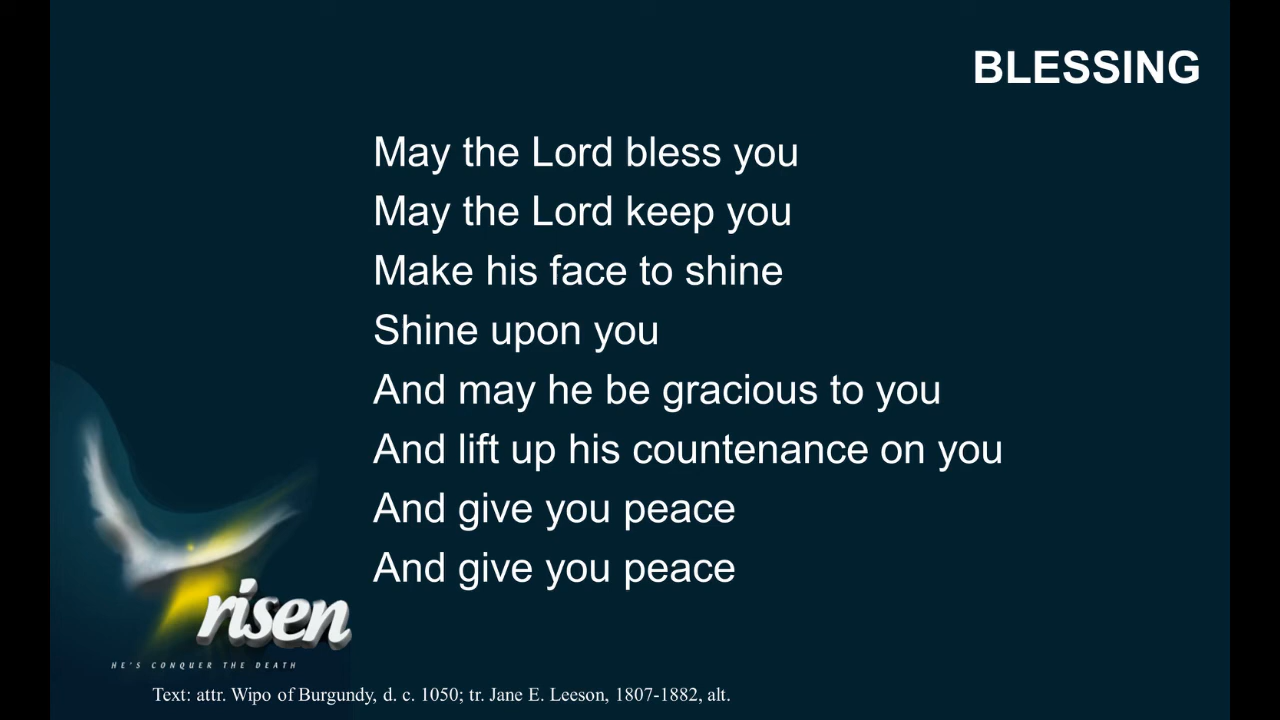 BLESSING
May the Lord bless you
May the Lord keep you
Make his face to shine
Shine upon you
And may he be gracious to you
And lift up his countenance on you
And give you peace
And give you peace
risen
HE'S CONQUER THE DEATH
Text: attr. Wipo of Burgundy, d. c. 1050; tr. Jane E. Leeson, 1807-1882, alt.